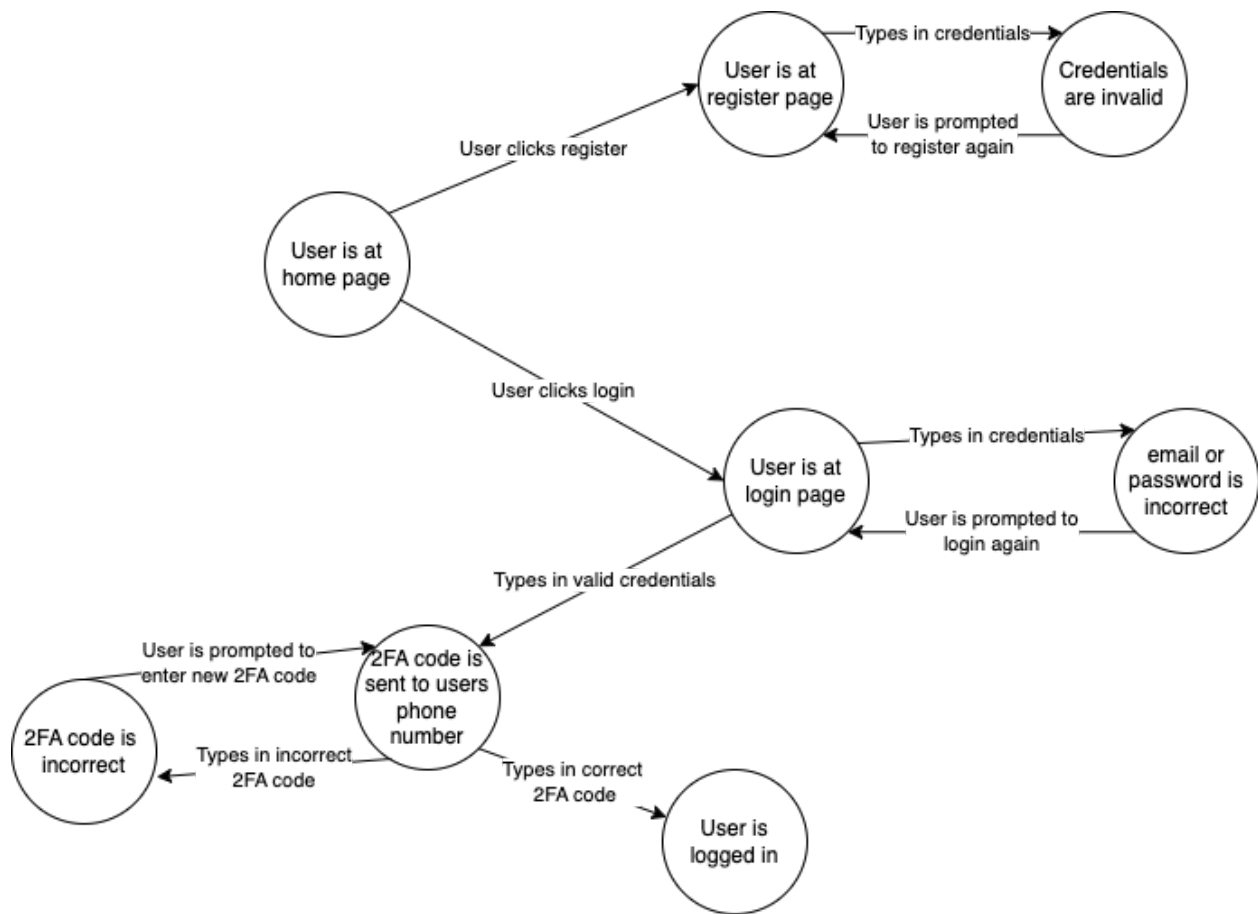 Types in credentials
User is at
register page
Credentials
are invalid
User is prompted
to register again
User clicks register
User is at
home page
User clicks login
Types in credentials
User is at
login page
email or
password is
incorrect
User is prompted to
login again
Types in valid credentials
User is prompted to
enter new 2FA code
2FA code is
sent to users
phone
number
2FA code is
incorrect
Types in incorrect
2FA code
Types in correct
2FA code
User is
logged in